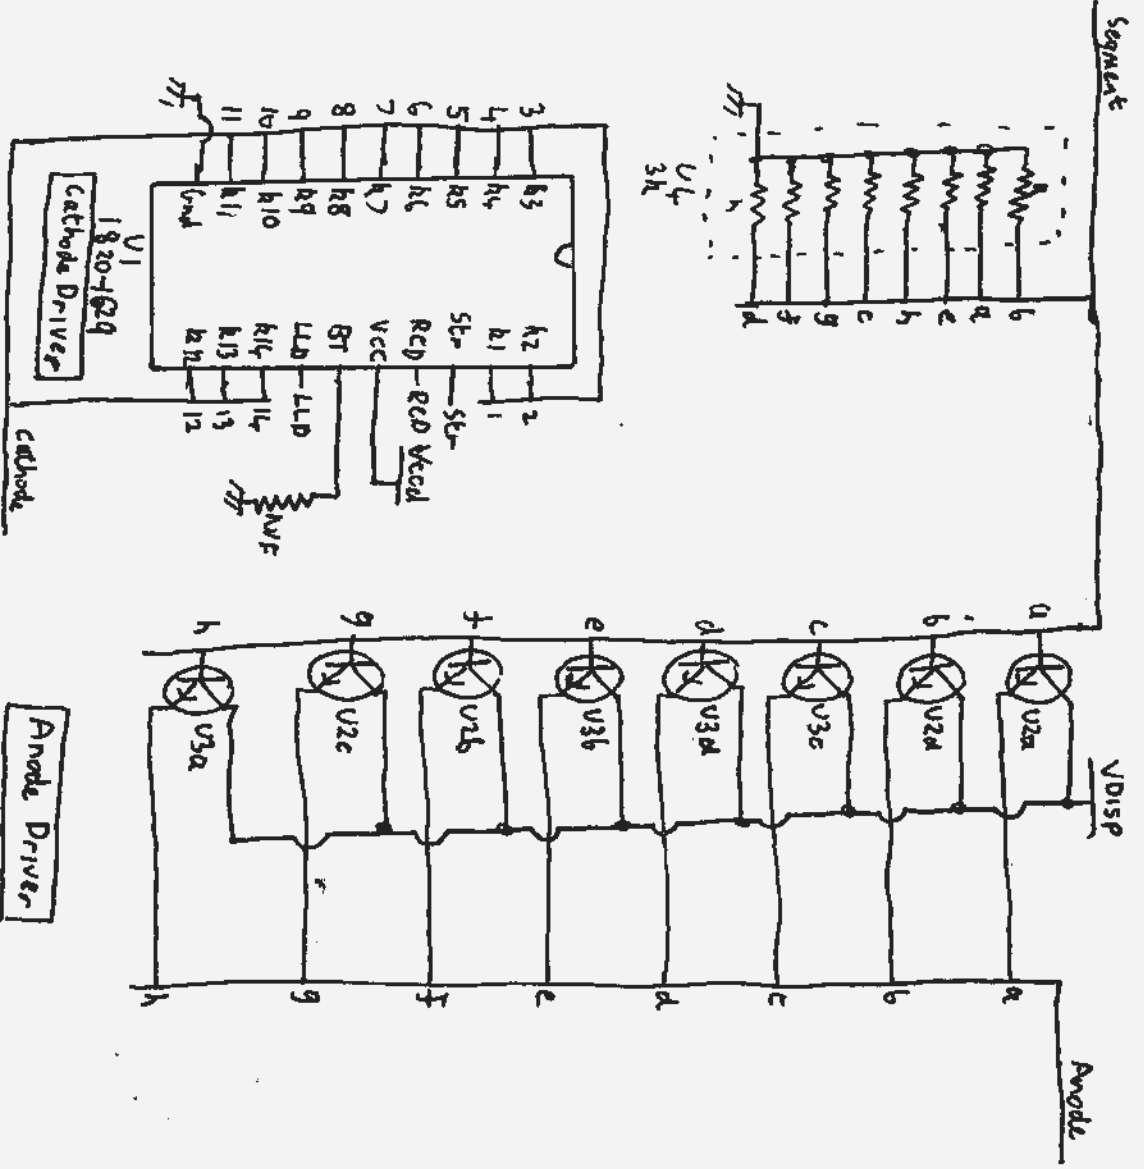 Segment
U4
3k
b
a
e
h
c
g
f
d
3
4
5
6
7
8
9
10
11
k3
k4
k5
k6
k7
k8
k9
k10
k11
Gnd
U1
1820-1629
Cathode Driver
k2
k1
Str
RCD
VCC
BT
LLD
k14
k13
k12
2
1
Str
RCD
VCCd
LLD
14
13
12
NF
Cathode
a
b
c
d
e
f
g
h
U2a
U2d
U3c
U3d
U3b
U2b
U2c
U3a
VDISP
a
b
c
d
e
f
g
h
Anode
Anode Driver